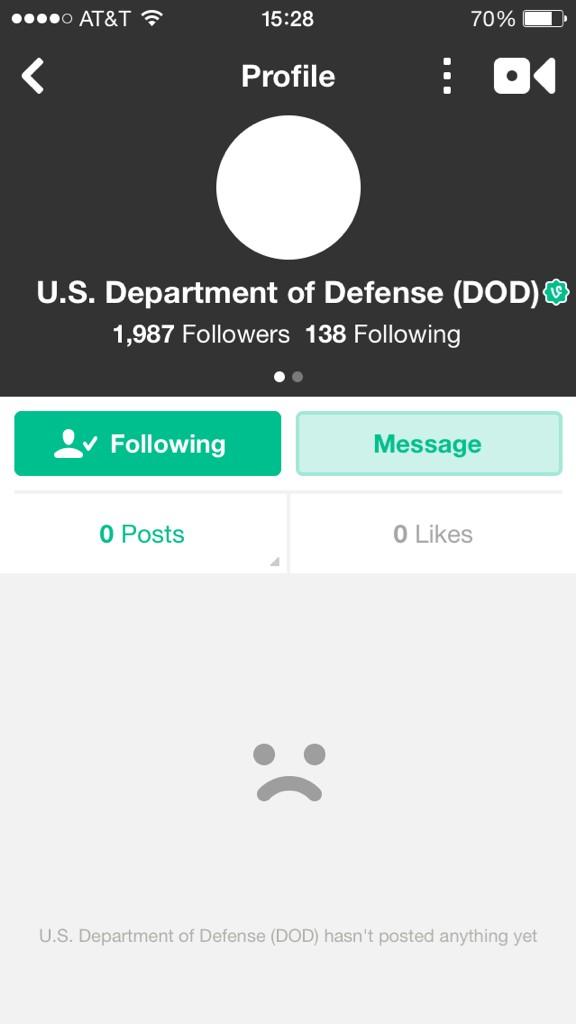 AT&T 15:28 70%
Profile
U.S. Department of Defense (DOD)
1,987 Followers 138 Following
Following Message
0 Posts 0 Likes
U.S. Department of Defense (DOD) hasn't posted anything yet